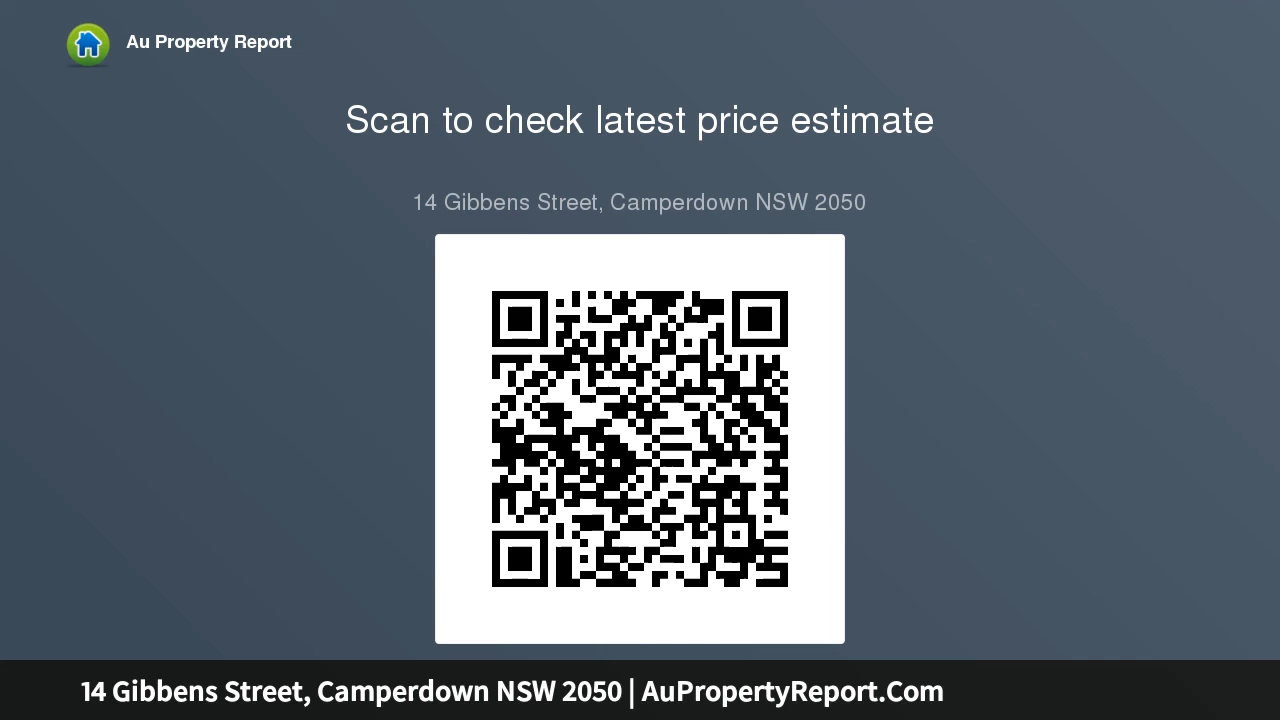 Au Property Report
Scan to check latest price estimate
14 Gibbens Street, Camperdown NSW 2050
14 Gibbens Street, Camperdown NSW 2050 | AuPropertyReport.Com